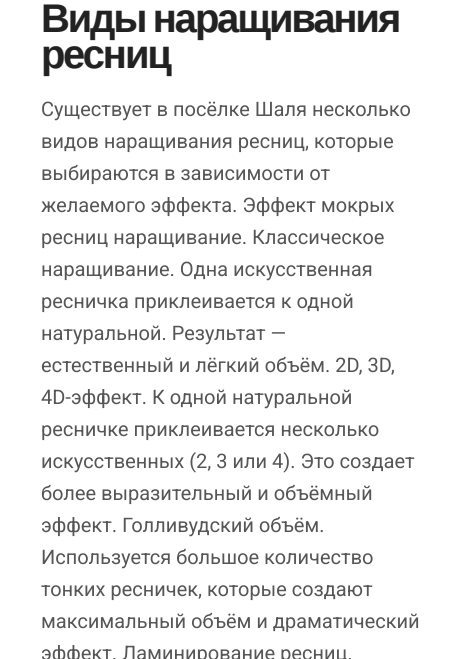 Виды наращивания
ресниц
Существует в посёлке Шаля несколько
видов наращивания ресниц, которые
выбираются в зависимости от
желаемого эффекта. Эффект мокрых
ресниц наращивание. Классическое
наращивание. Одна искусственная
ресничка приклеивается к одной
натуральной. Результат —
естественный и лёгкий объём. 2D, 3D,
4D-эффект. К одной натуральной
ресничке приклеивается несколько
искусственных (2, 3 или 4). Это создает
более выразительный и объёмный
эффект. Голливудский объём.
Используется большое количество
тонких ресничек, которые создают
максимальный объём и драматический
эффект. Ламинирование ресниц.